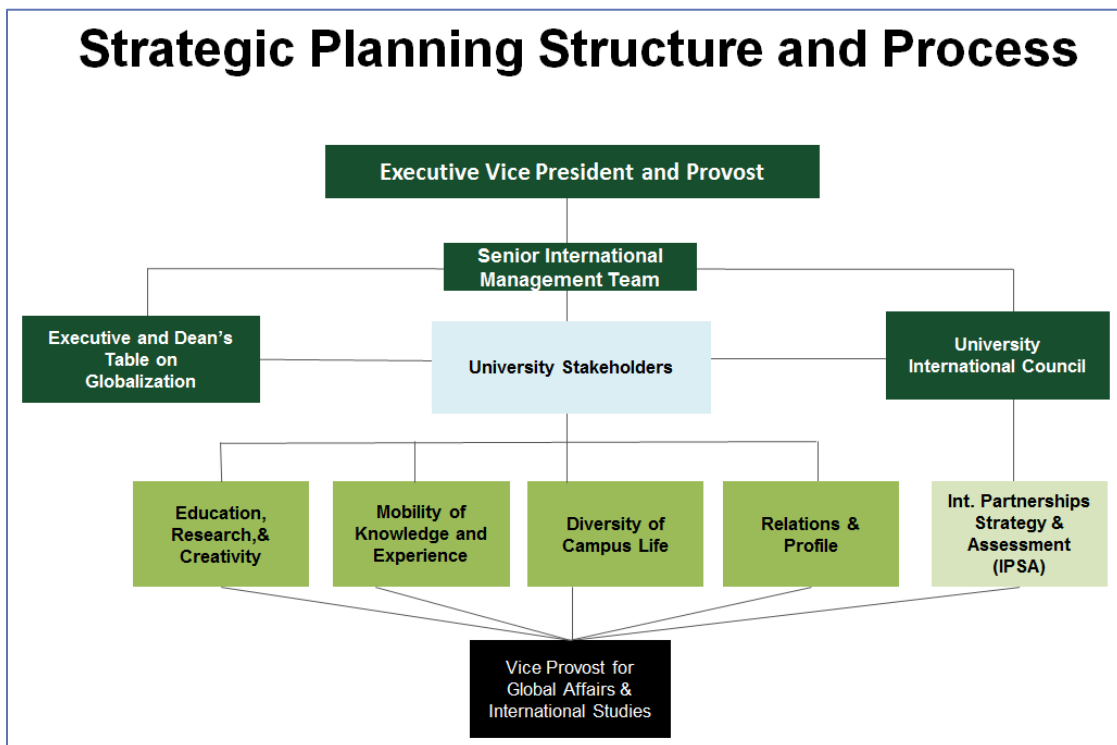 Strategic Planning Structure and Process
Executive Vice President and Provost
Senior International
Management Team
Executive and Dean's
Table on
Globalization
University Stakeholders
University
International Council
Education,
Research,&
Creativity
Mobility of
Knowledge and
Experience
Diversity of
Campus Life
Relations &
Profile
Int. Partnerships
Strategy &
Assessment
(IPSA)
Vice Provost for
Global Affairs &
International Studies